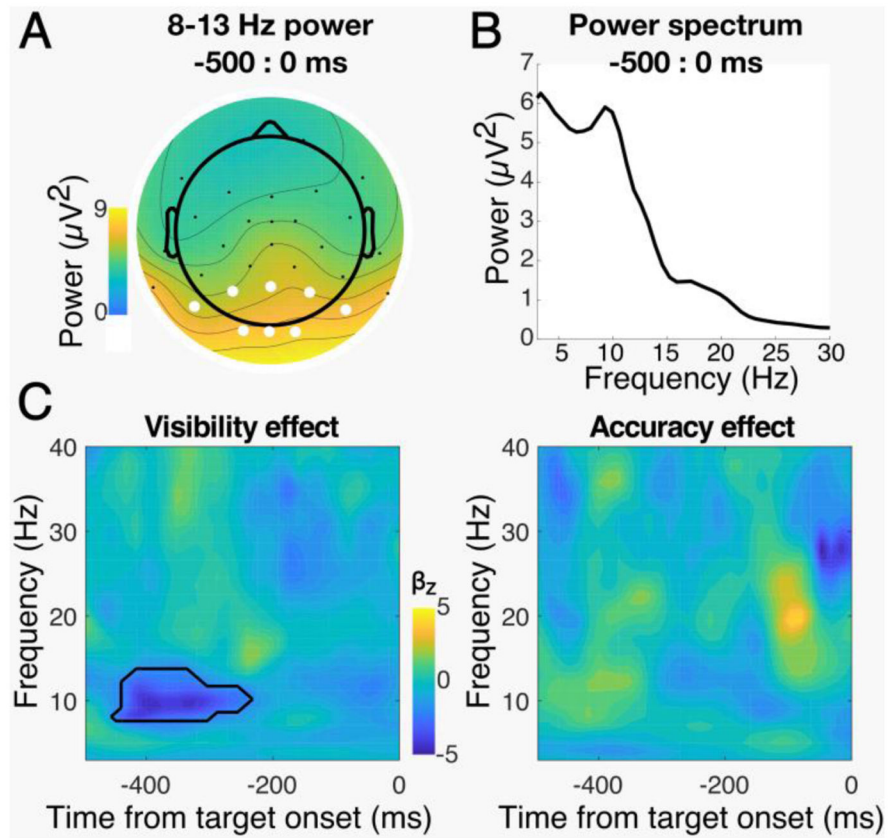 A
8-13 Hz power
-500 : 0 ms
Power (μV²)
9
0
B
Power spectrum
-500 : 0 ms
Power (μV²)
7
6
5
4
3
2
1
0
5 10 15 20 25 30
Frequency (Hz)
C
Visibility effect
Frequency (Hz)
40
30
20
10
-400 -200 0
Time from target onset (ms)
βz
5
0
-5
Accuracy effect
Frequency (Hz)
40
30
20
10
-400 -200 0
Time from target onset (ms)